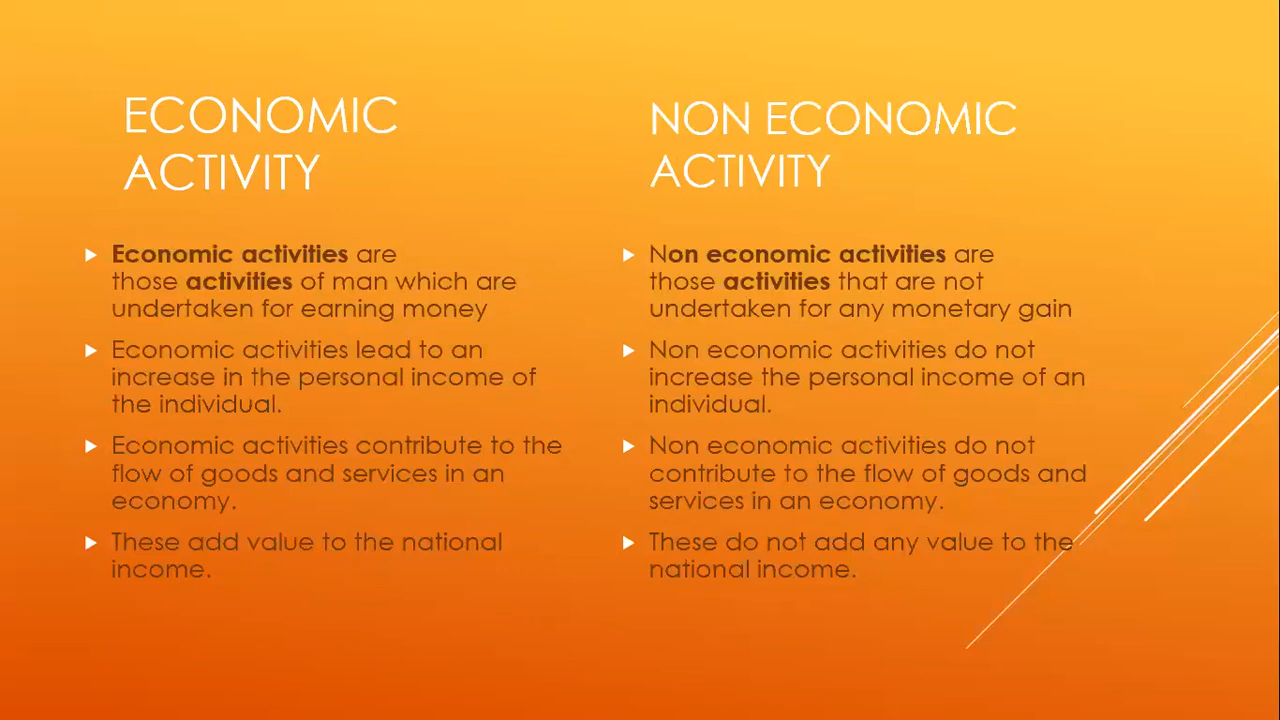 ECONOMIC
ACTIVITY
Economic activities are
those activities of man which are
undertaken for earning money
Economic activities lead to an
increase in the personal income of
the individual.
Economic activities contribute to the
flow of goods and services in an
economy.
These add value to the national
income.
NON ECONOMIC
ACTIVITY
Non economic activities are
those activities that are not
undertaken for any monetary gain
Non economic activities do not
increase the personal income of an
individual.
Non economic activities do not
contribute to the flow of goods and
services in an economy.
These do not add any value to the
national income.